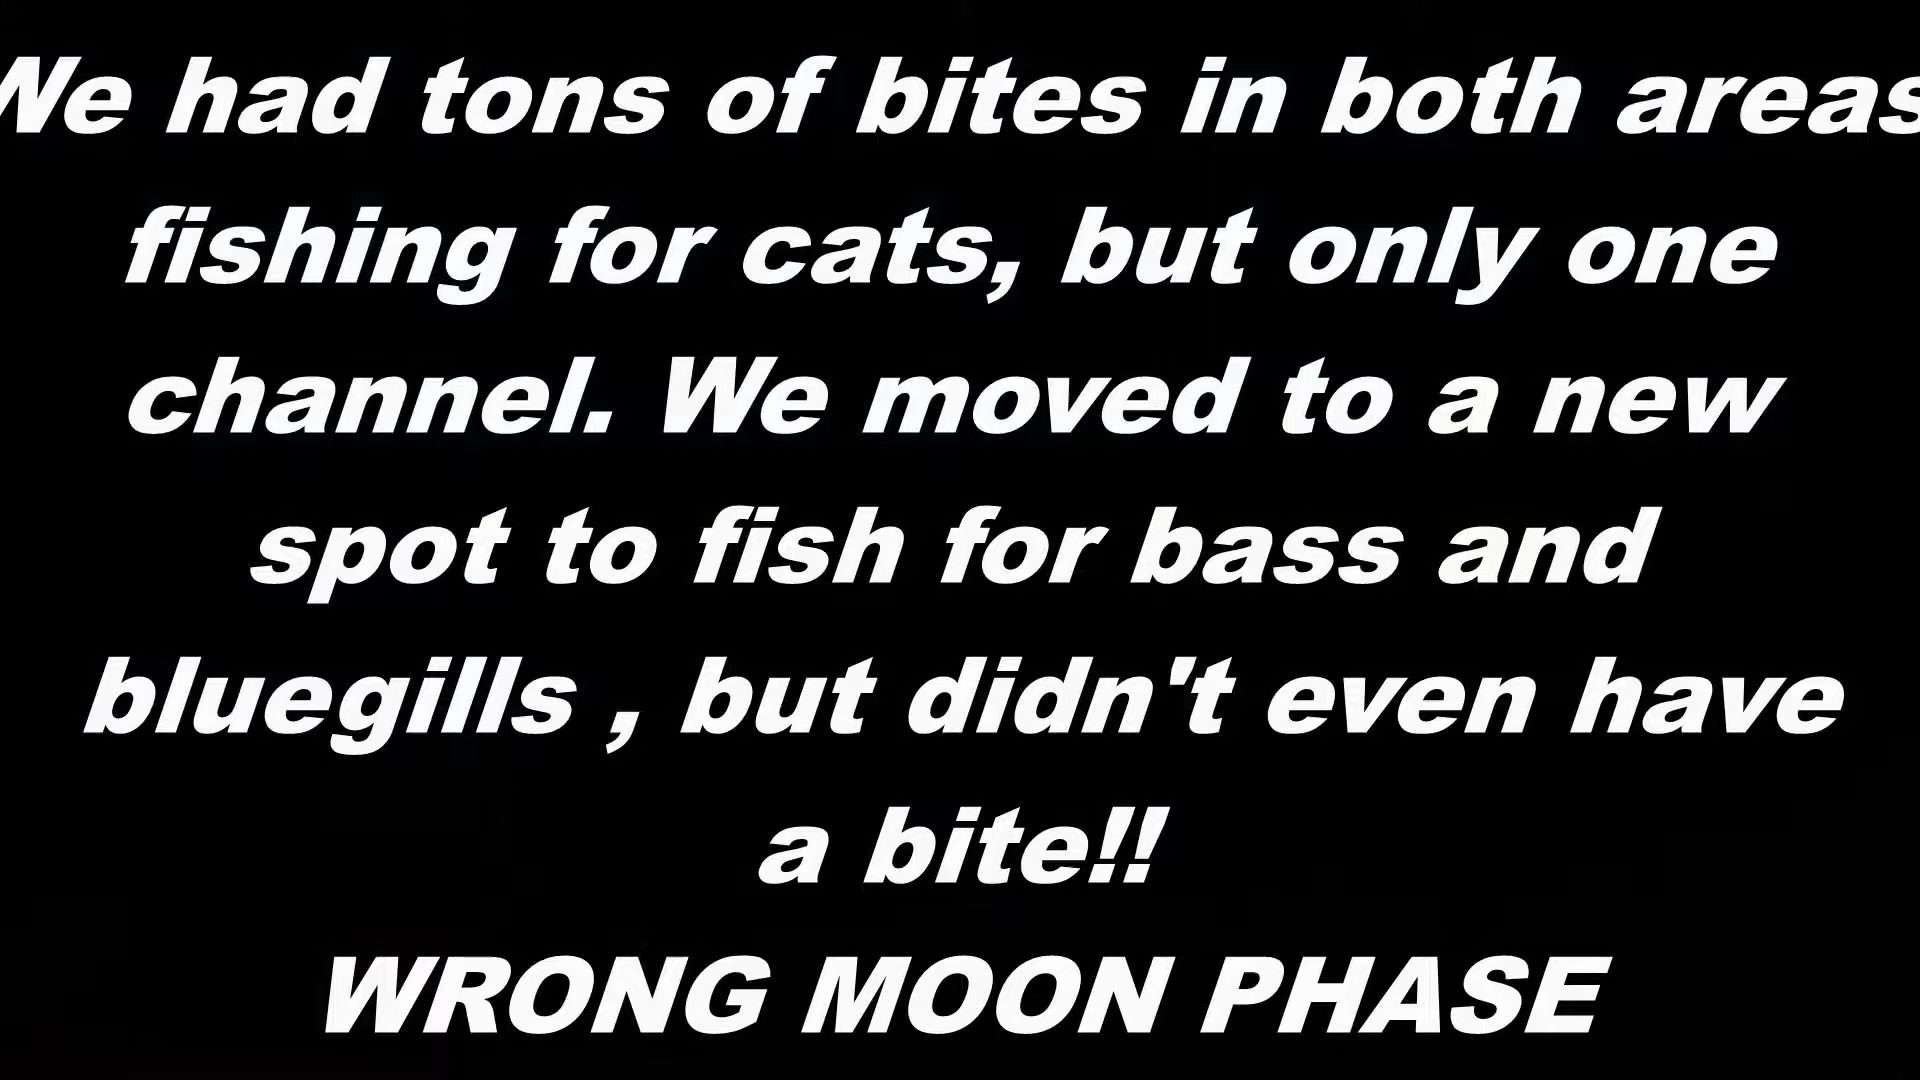 We had tons of bites in both areas
fishing for cats, but only one
channel. We moved to a new
spot to fish for bass and
bluegills , but didn't even have
a bite!!
WRONG MOON PHASE